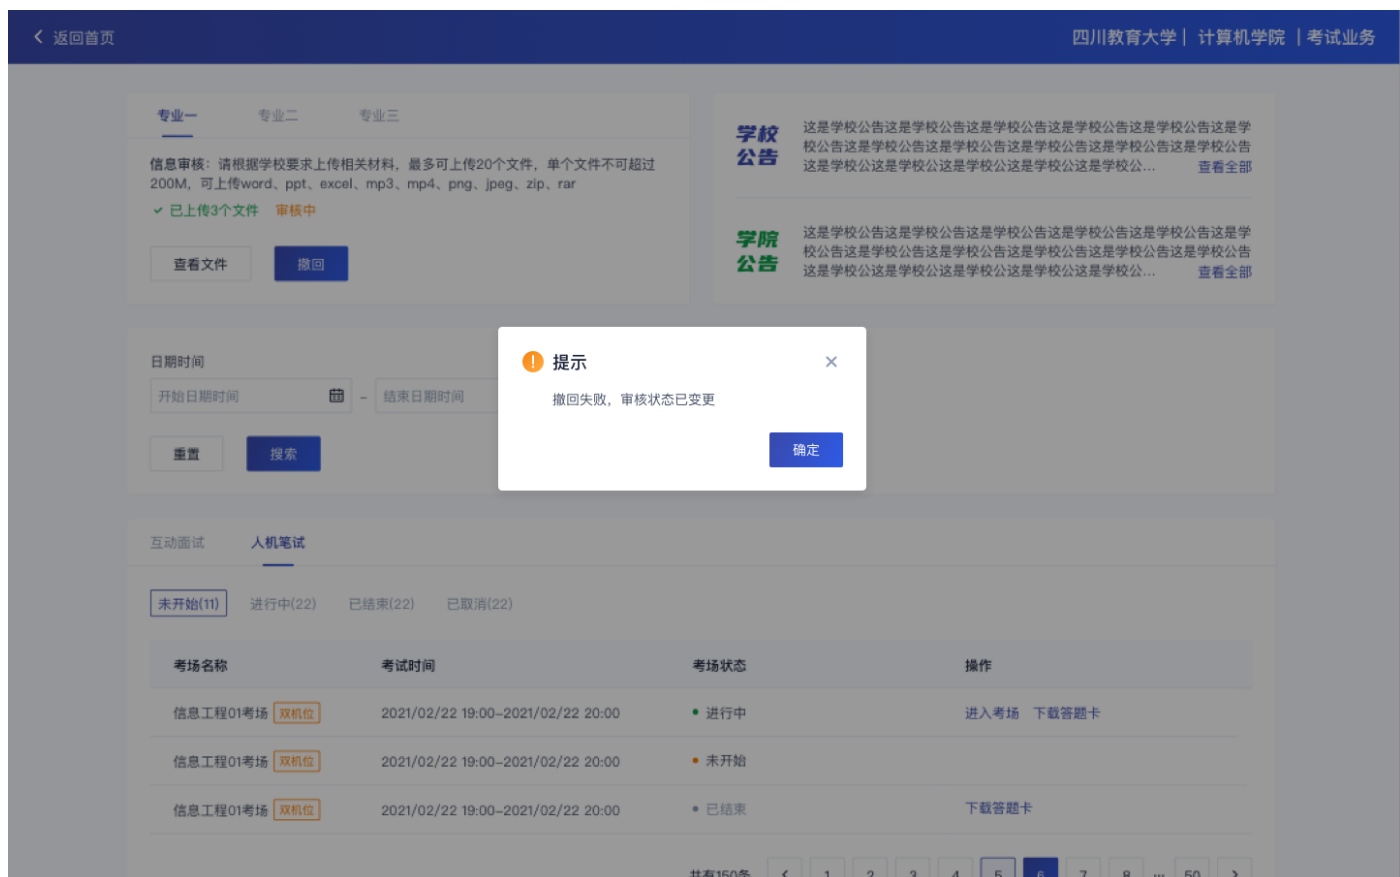 返回首页
四川教育大学| 计算机学院 |考试业务
专业一 专业二 专业三
信息审核：请根据学校要求上传相关材料，最多可上传20个文件，单个文件不可超过
200M，可上传word、ppt、excel、mp3、mp4、png、jpeg、zip、rar
已上传3个文件 审核中
查看文件 撤回
学校
公告
这是学校公告这是学校公告这是学校公告这是学校公告这是学校公告这是学
校公告这是学校公告这是学校公告这是学校公告这是学校公告这是学校公告
这是学校公这是学校公这是学校公这是学校公这是学校公... 查看全部
学院
公告
这是学校公告这是学校公告这是学校公告这是学校公告这是学校公告这是学
校公告这是学校公告这是学校公告这是学校公告这是学校公告这是学校公告
这是学校公这是学校公这是学校公这是学校公这是学校公... 查看全部
日期时间
开始日期时间 – 结束日期时间
重置 搜索
提示
撤回失败，审核状态已变更
确定
互动面试 人机笔试
未开始(11) 进行中(22) 已结束(22) 已取消(22)
考场名称 考试时间 考场状态 操作
信息工程01考场 双机位 2021/02/22 19:00–2021/02/22 20:00 进行中 进入考场 下载答题卡
信息工程01考场 双机位 2021/02/22 19:00–2021/02/22 20:00 未开始
信息工程01考场 双机位 2021/02/22 19:00–2021/02/22 20:00 已结束 下载答题卡
共有150条 1 2 3 4 5 6 7 8 ... 50